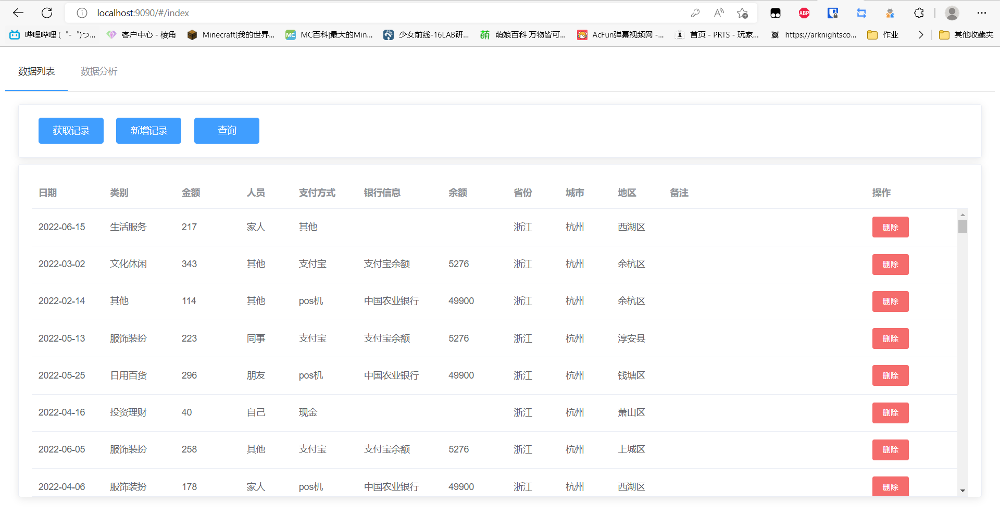 localhost:9090/#/index
哔哩哔哩 (゜-゜)つ... 客户中心 - 棱角 Minecraft(我的世界... MC百科|最大的Min... 少女前线-16LAB研... 萌娘百科 万物皆可... AcFun弹幕视频网 -... 首页 - PRTS - 玩家... https://arknightsco... 作业 其他收藏夹
数据列表 数据分析
获取记录 新增记录 查询
日期 类别 金额 人员 支付方式 银行信息 余额 省份 城市 地区 备注 操作
2022-06-15 生活服务 217 家人 其他 浙江 杭州 西湖区 删除
2022-03-02 文化休闲 343 其他 支付宝 支付宝余额 5276 浙江 杭州 余杭区 删除
2022-02-14 其他 114 其他 pos机 中国农业银行 49900 浙江 杭州 余杭区 删除
2022-05-13 服饰装扮 223 同事 支付宝 支付宝余额 5276 浙江 杭州 淳安县 删除
2022-05-25 日用百货 296 朋友 pos机 中国农业银行 49900 浙江 杭州 钱塘区 删除
2022-04-16 投资理财 40 自己 现金 浙江 杭州 萧山区 删除
2022-06-05 服饰装扮 258 其他 支付宝 支付宝余额 5276 浙江 杭州 上城区 删除
2022-04-06 服饰装扮 178 家人 pos机 中国农业银行 49900 浙江 杭州 西湖区 删除